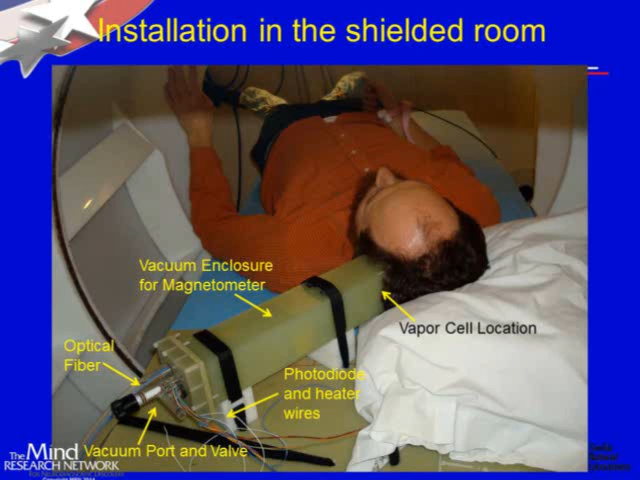 Installation in the shielded room
Vacuum Enclosure
for Magnetometer
Vapor Cell Location
Optical
Fiber
Photodiode
and heater
wires
Vacuum Port and Valve
The Mind
RESEARCH NETWORK